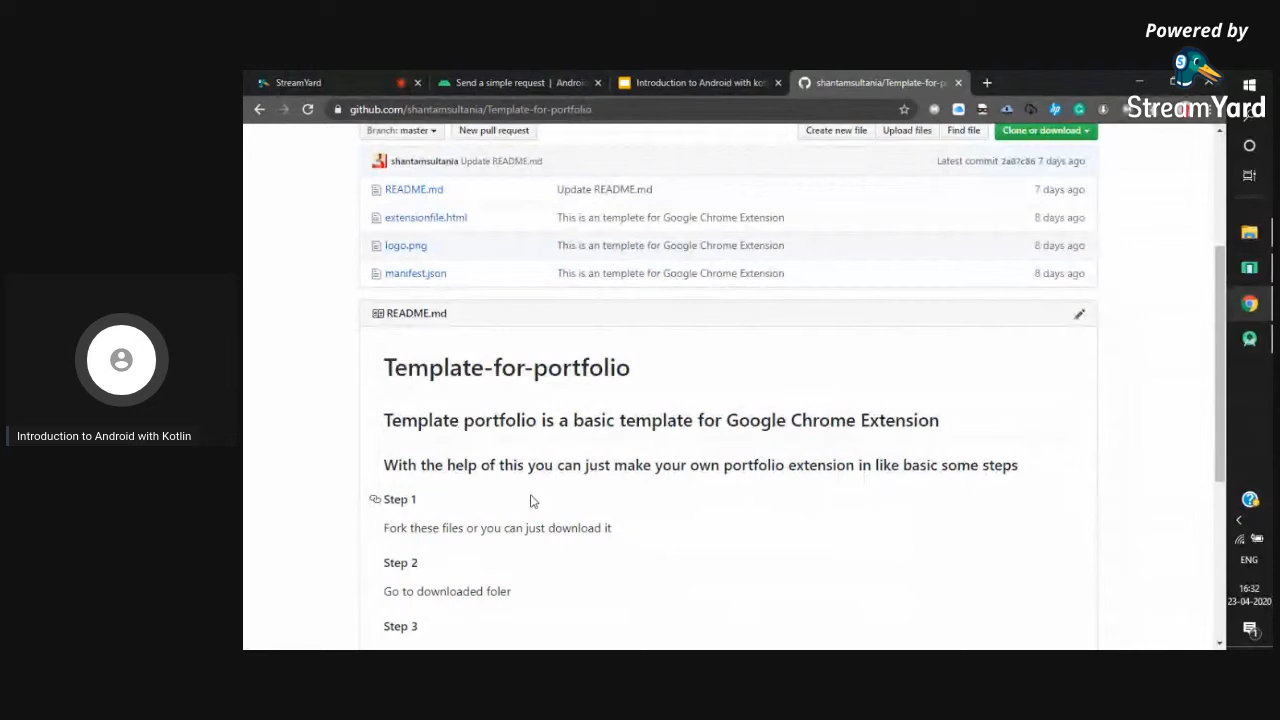 Powered by
StreamYard
StreamYard
Send a simple request | Androi
Introduction to Android with kot
shantamsultania/Template-for-p
github.com/shantamsultania/Template-for-portfolio
Branch: master
New pull request
Create new file
Upload files
Find file
Clone or download
shantamsultania Update README.md
Latest commit 2a07c86 7 days ago
README.md
Update README.md
7 days ago
extensionfile.html
This is an templete for Google Chrome Extension
8 days ago
logo.png
This is an templete for Google Chrome Extension
8 days ago
manifest.json
This is an templete for Google Chrome Extension
8 days ago
README.md
Template-for-portfolio
Template portfolio is a basic template for Google Chrome Extension
With the help of this you can just make your own portfolio extension in like basic some steps
Step 1
Fork these files or you can just download it
Step 2
Go to downloaded foler
Step 3
Introduction to Android with Kotlin
ENG
16:32
23-04-2020